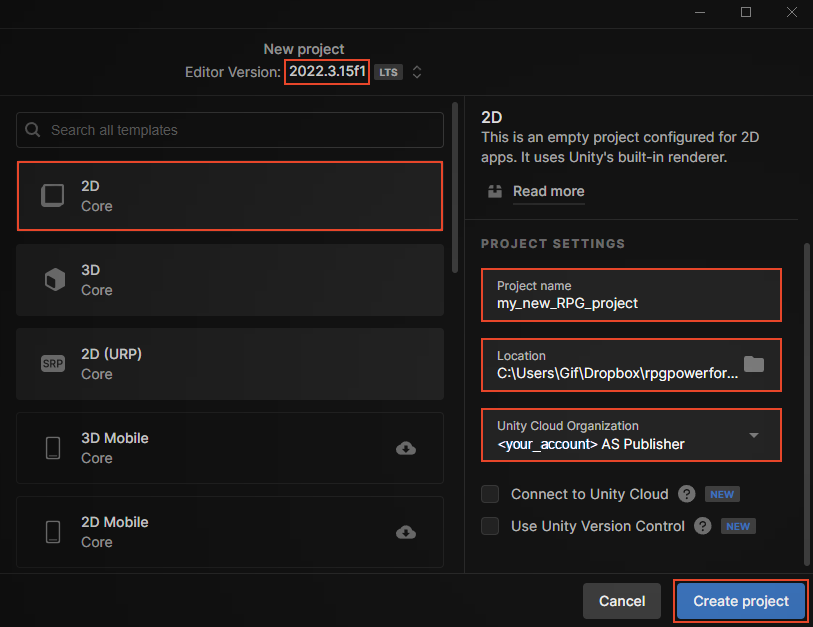 New project
Editor Version: 2022.3.15f1 LTS
Search all templates
2D
Core
3D
Core
SRP
2D (URP)
Core
3D Mobile
Core
2D Mobile
Core
2D
This is an empty project configured for 2D
apps. It uses Unity's built-in renderer.
Read more
PROJECT SETTINGS
Project name
my_new_RPG_project
Location
C:\Users\Gif\Dropbox\rpgpowerfor...
Unity Cloud Organization
<your_account> AS Publisher
Connect to Unity Cloud ? NEW
Use Unity Version Control ? NEW
Cancel
Create project